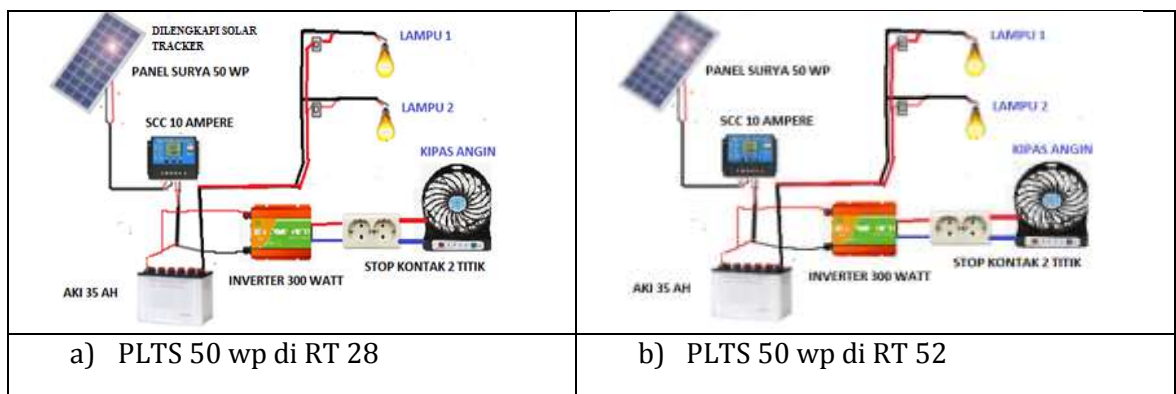 DILENGKAPI SOLAR
TRACKER
PANEL SURYA 50 WP
SCC 10 AMPERE
LAMPU 1
LAMPU 2
KIPAS ANGIN
STOP KONTAK 2 TITIK
INVERTER 300 WATT
AKI 35 AH
a) PLTS 50 wp di RT 28
PANEL SURYA 50 WP
SCC 10 AMPERE
LAMPU 1
LAMPU 2
KIPAS ANGIN
STOP KONTAK 2 TITIK
INVERTER 300 WATT
AKI 35 AH
b) PLTS 50 wp di RT 52